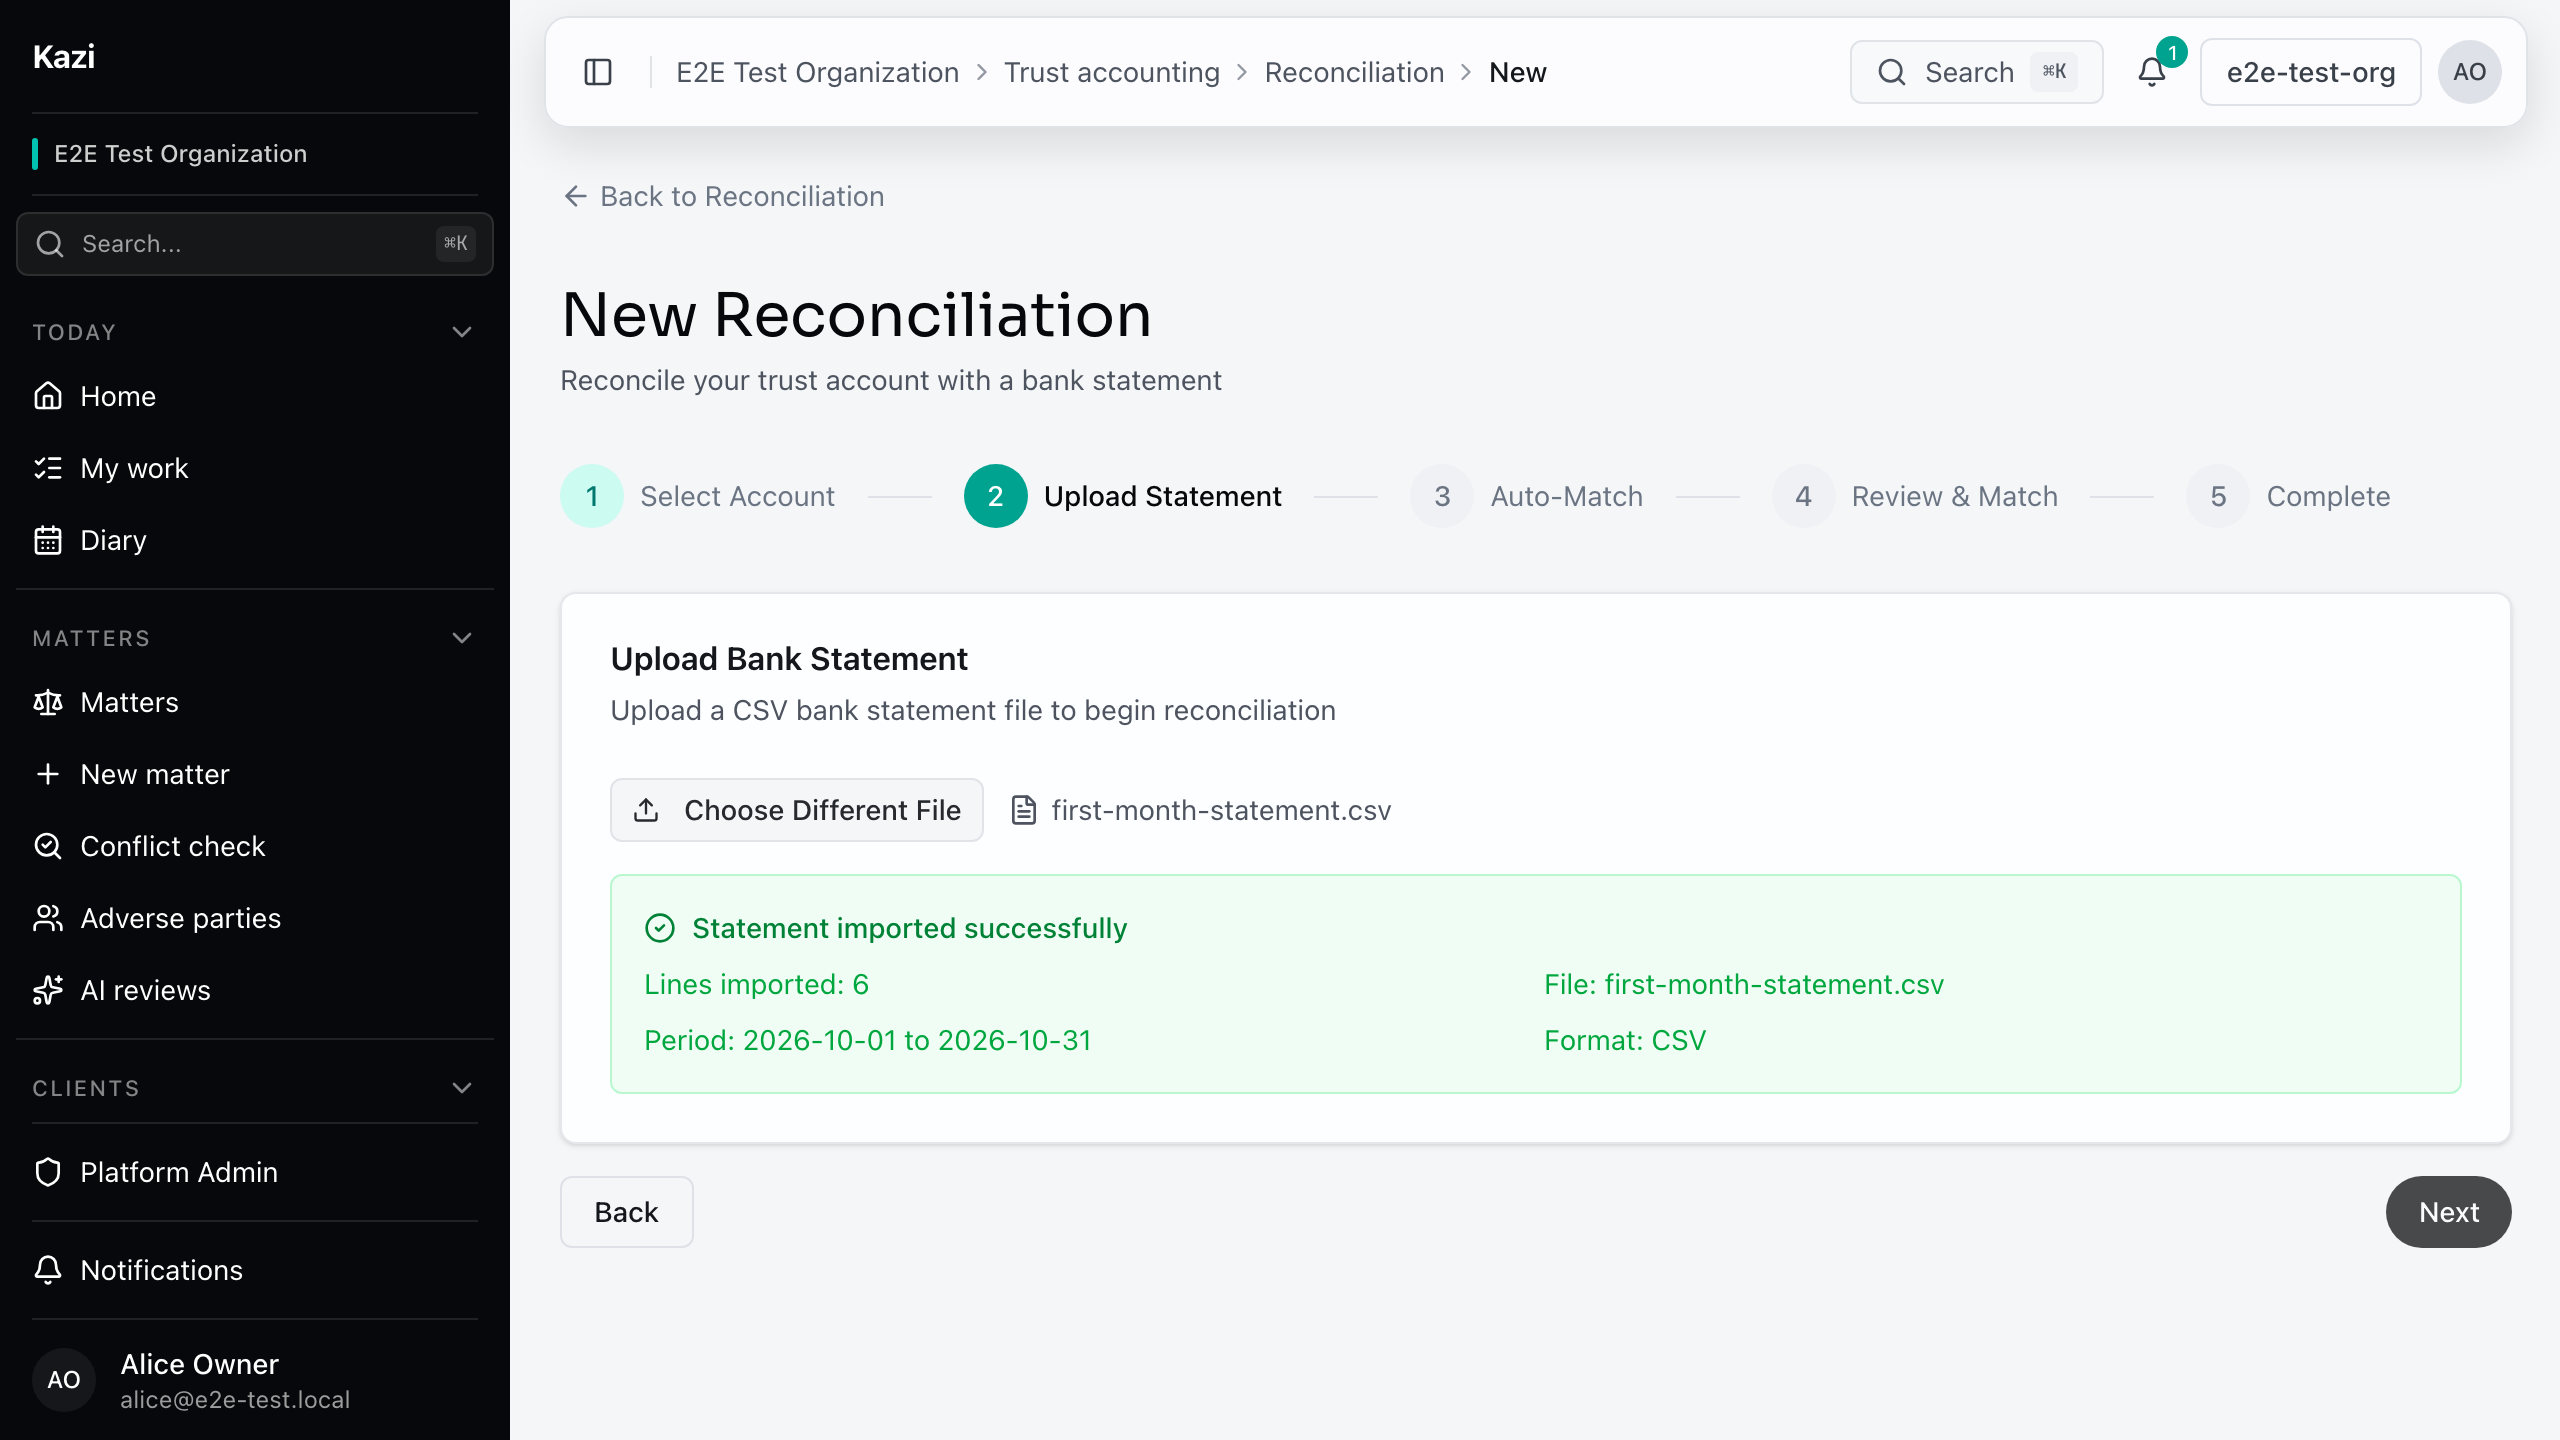 Kazi
E2E Test Organization
Search...
⌘K
TODAY
Home
My work
Diary
MATTERS
Matters
New matter
Conflict check
Adverse parties
AI reviews
CLIENTS
Platform Admin
Notifications
AO
Alice Owner
alice@e2e-test.local
E2E Test Organization
Trust accounting
Reconciliation
New
Search ⌘K
1
e2e-test-org
AO
Back to Reconciliation
New Reconciliation
Reconcile your trust account with a bank statement
1 Select Account
2 Upload Statement
3 Auto-Match
4 Review & Match
5 Complete
Upload Bank Statement
Upload a CSV bank statement file to begin reconciliation
Choose Different File
first-month-statement.csv
Statement imported successfully
Lines imported: 6
File: first-month-statement.csv
Period: 2026-10-01 to 2026-10-31
Format: CSV
Back
Next